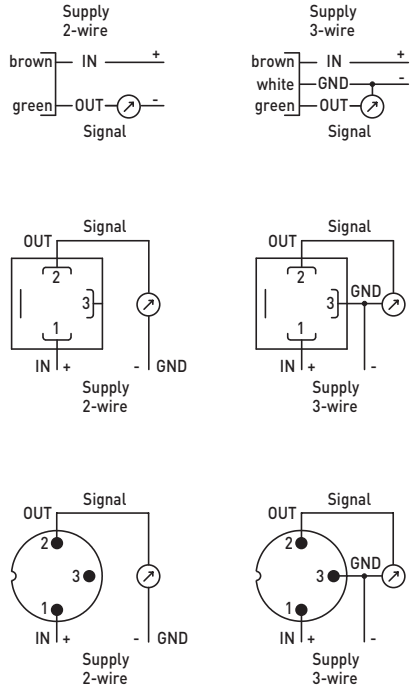 Supply
2-wire
brown IN +
green OUT -
Signal
Supply
3-wire
brown IN +
white GND -
green OUT
Signal
Signal
OUT
2
3
1
IN + - GND
Supply
2-wire
Signal
OUT
2
3 GND
1
IN + -
Supply
3-wire
Signal
OUT
2
3
1
IN + - GND
Supply
2-wire
Signal
OUT
2
3 GND
1
IN + -
Supply
3-wire